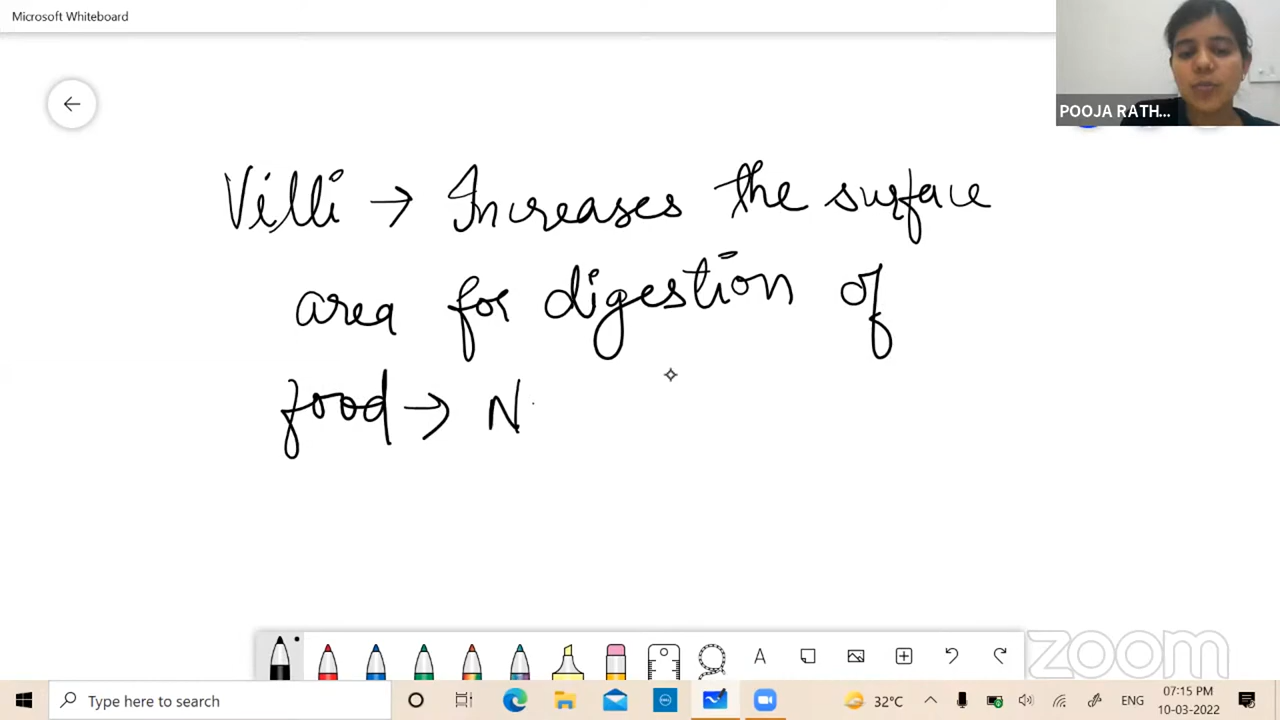 Microsoft Whiteboard
POOJA RATH...
Villi → Increases the surface
area for digestion of
food → N
zoom
Type here to search
32°C
ENG
07:15 PM
10-03-2022